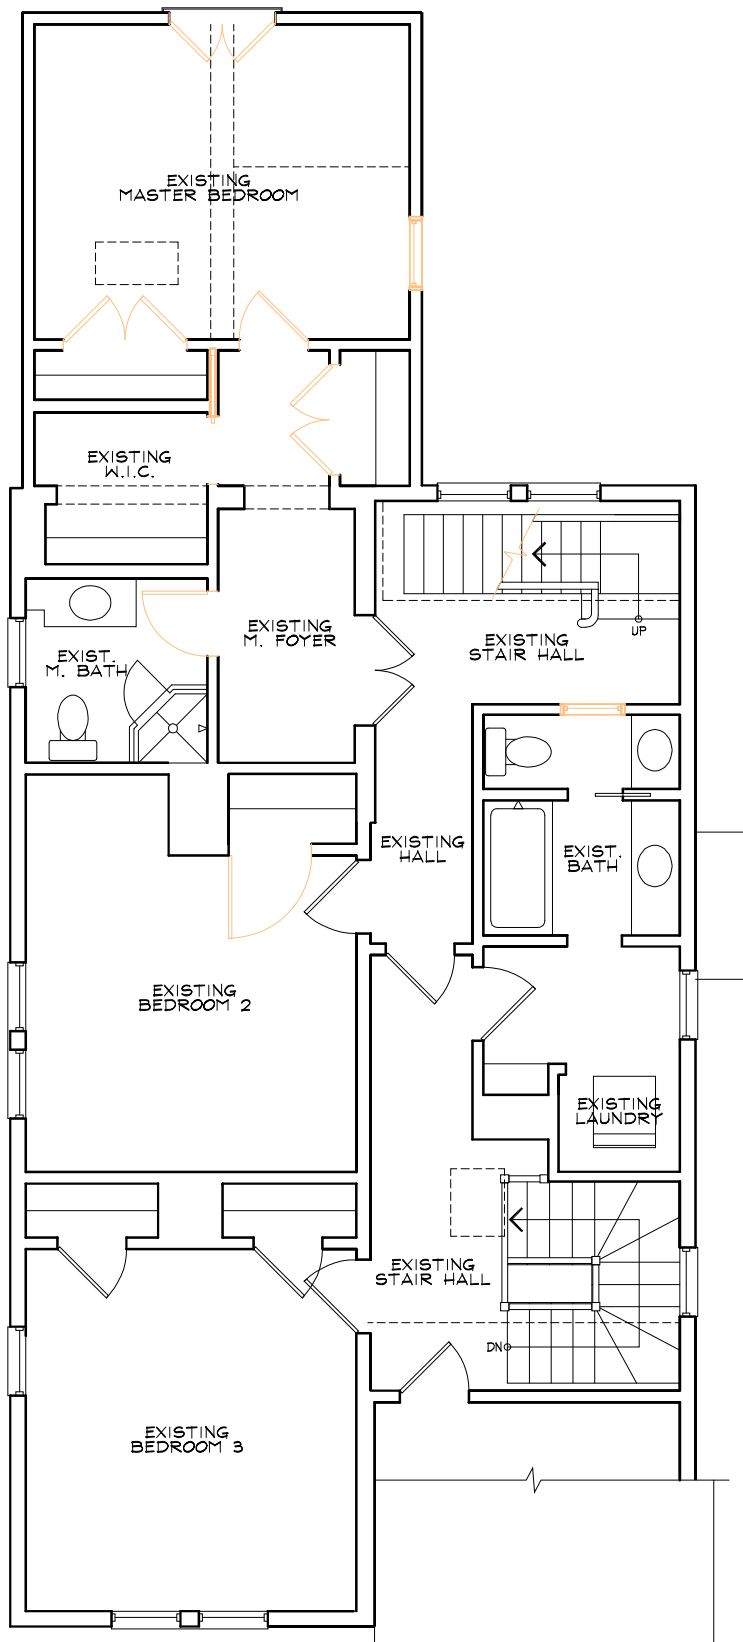 EXISTING
MASTER BEDROOM
EXISTING
W.I.C.
EXISTING
M. FOYER
EXISTING
STAIR HALL
UP
EXIST.
M. BATH
EXISTING
HALL
EXIST.
BATH
EXISTING
BEDROOM 2
EXISTING
LAUNDRY
EXISTING
STAIR HALL
DN
EXISTING
BEDROOM 3